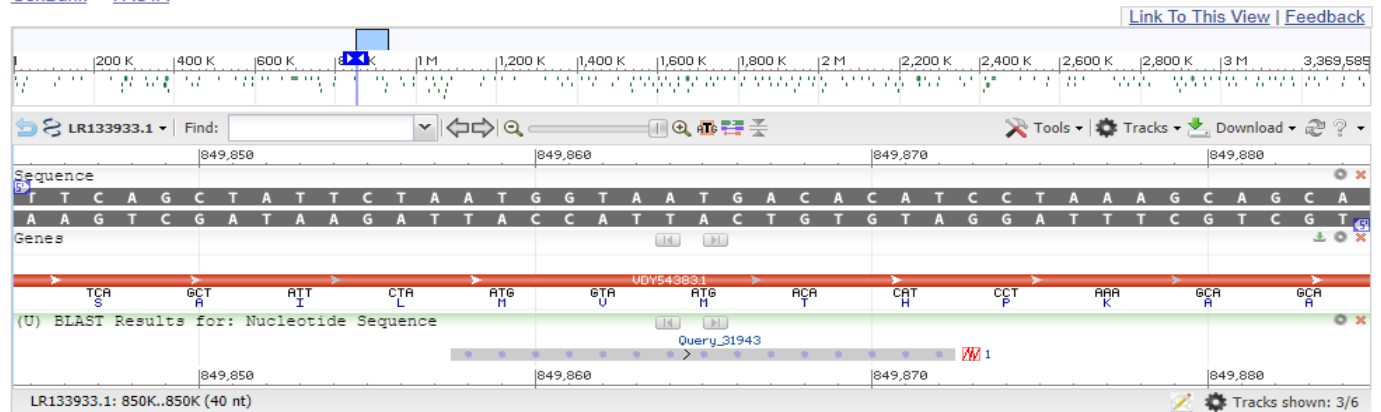 Link To This View | Feedback
200 K 400 K 600 K 1 M 1,200 K 1,400 K 1,600 K 1,800 K 2 M 2,200 K 2,400 K 2,600 K 2,800 K 3 M 3,369,585
LR133933.1 Find: ATG Tools Tracks Download ?
849,850 849,860 849,870 849,880
Sequence
T T C A G C T A T T C T A A T G G T A A T G A C A C A T C C T A A A G C A G C A
A A G T C G A T A A G A T T A C C A T T A C T G T G T A G G A T T T C G T C G T
Genes
VDY54383.1
TCA GCT ATT CTA ATG GTA ATG ACA CAT CCT AAA GCA GCA
S A I L M V M T H P K A A
(U) BLAST Results for: Nucleotide Sequence
Query_31943
1
849,850 849,860 849,870 849,880
LR133933.1: 850K..850K (40 nt) Tracks shown: 3/6